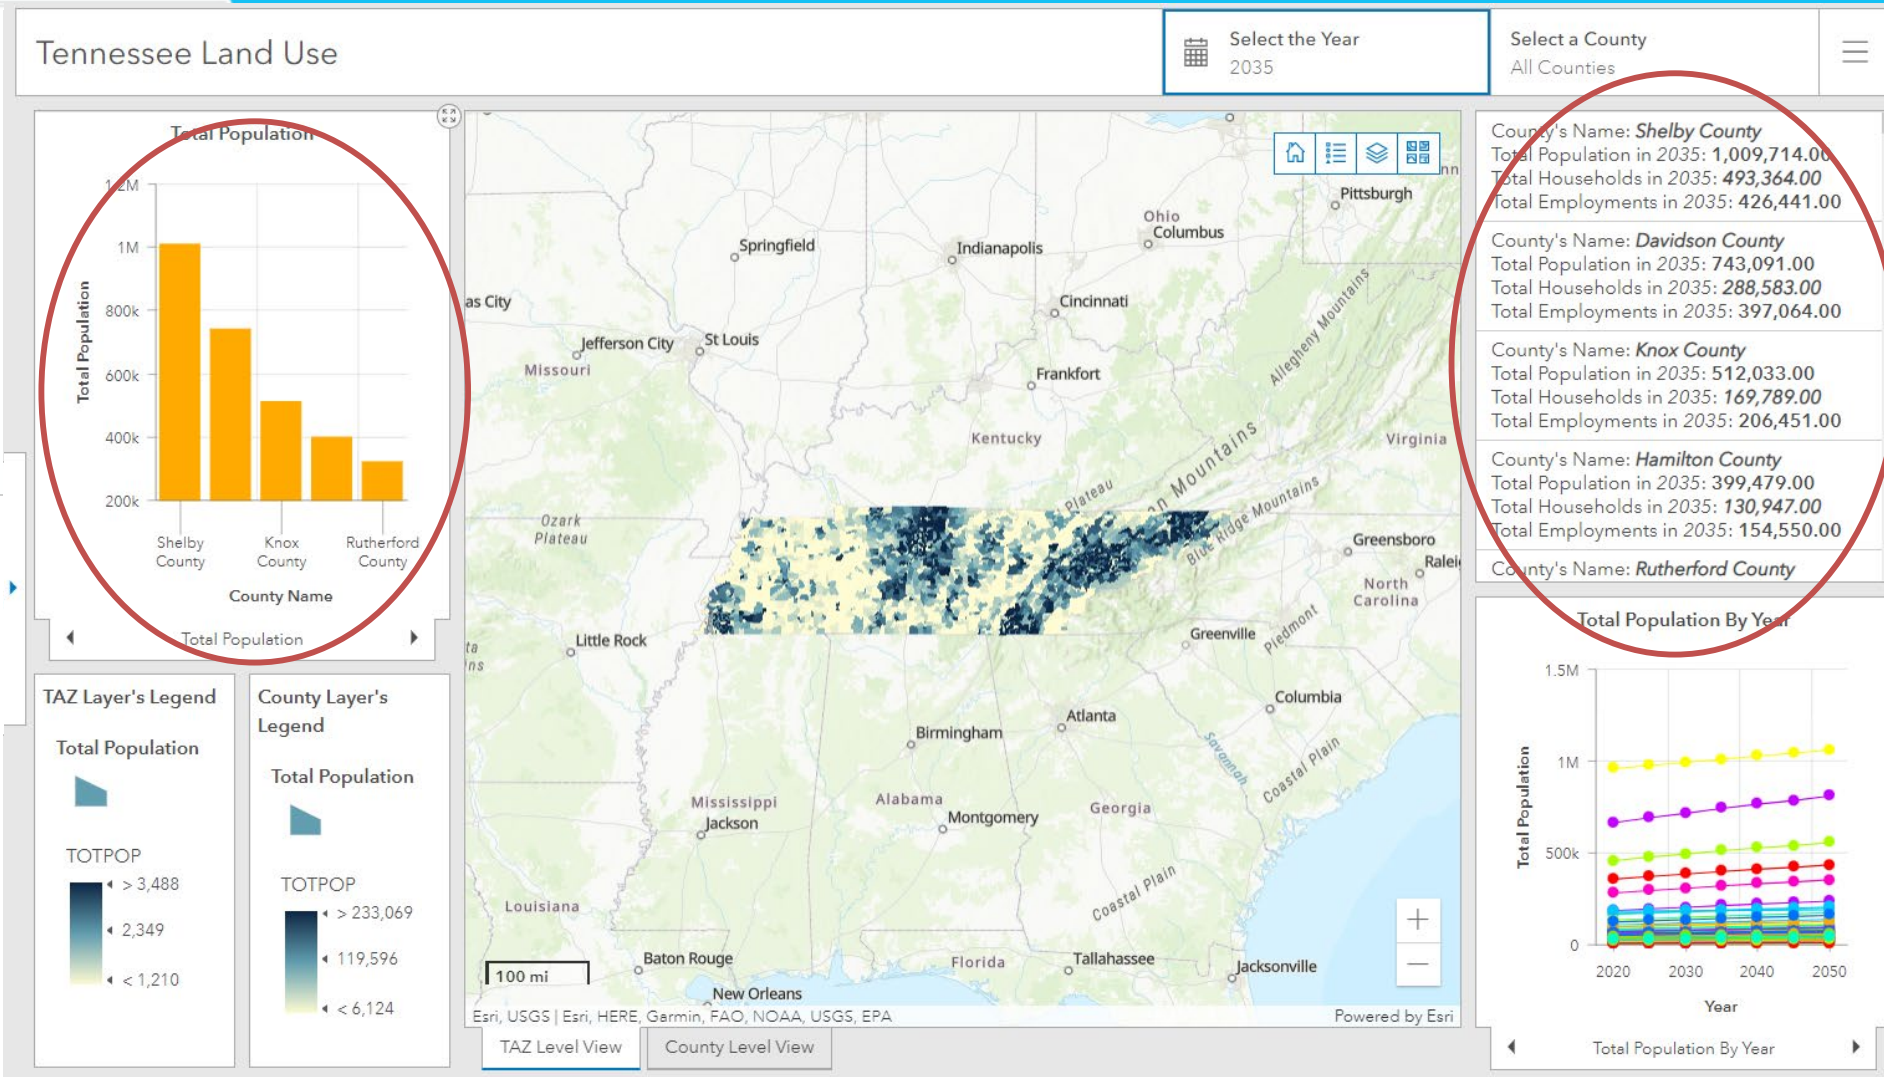 Tennessee Land Use
Select the Year
2035
Select a County
All Counties
Total Population
1.2M
1M
800k
600k
400k
200k
Total Population
Shelby County
Knox County
Rutherford County
County Name
Total Population
TAZ Layer's Legend
Total Population
TOTPOP
> 3,488
2,349
< 1,210
County Layer's
Legend
Total Population
TOTPOP
> 233,069
119,596
< 6,124
Pittsburgh
Ohio
Columbus
Springfield
Indianapolis
as City
Cincinnati
Jefferson City
St Louis
Missouri
Frankfort
Allegheny Mountains
Kentucky
Virginia
Plateau
an Mountains
Blue Ridge Mountains
Ozark
Plateau
Greensboro
Raleig
North
Carolina
Little Rock
Greenville
Piedmont
ta
ins
Columbia
Atlanta
Birmingham
Savannah
Coastal Plain
Mississippi
Alabama
Georgia
Jackson
Montgomery
Coastal Plain
Louisiana
Baton Rouge
Florida
Tallahassee
Jacksonville
100 mi
New Orleans
Esri, USGS | Esri, HERE, Garmin, FAO, NOAA, USGS, EPA
Powered by Esri
TAZ Level View
County Level View
County's Name: Shelby County
Total Population in 2035: 1,009,714.00
Total Households in 2035: 493,364.00
Total Employments in 2035: 426,441.00
County's Name: Davidson County
Total Population in 2035: 743,091.00
Total Households in 2035: 288,583.00
Total Employments in 2035: 397,064.00
County's Name: Knox County
Total Population in 2035: 512,033.00
Total Households in 2035: 169,789.00
Total Employments in 2035: 206,451.00
County's Name: Hamilton County
Total Population in 2035: 399,479.00
Total Households in 2035: 130,947.00
Total Employments in 2035: 154,550.00
County's Name: Rutherford County
Total Population By Year
1.5M
1M
500k
0
Total Population
2020 2030 2040 2050
Year
Total Population By Year